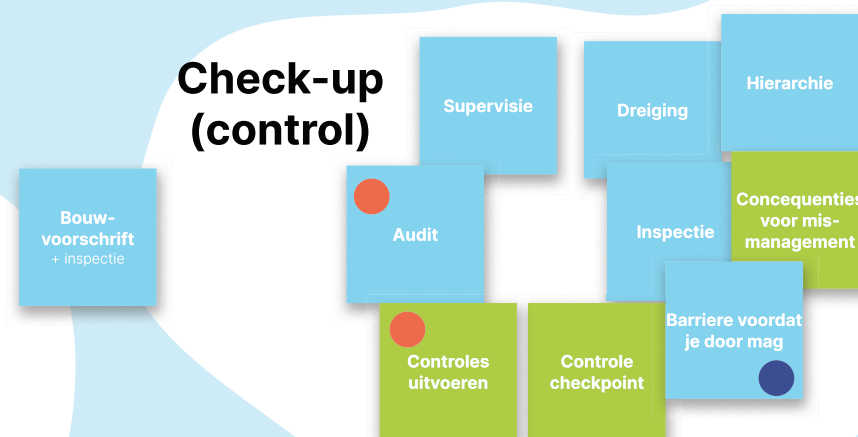 Check-up
(control)
Supervisie
Dreiging
Hierarchie
Bouw-
voorschrift
+ inspectie
Audit
Inspectie
Concequenties
voor mis-
management
Controles
uitvoeren
Controle
checkpoint
Barriere voordat
je door mag